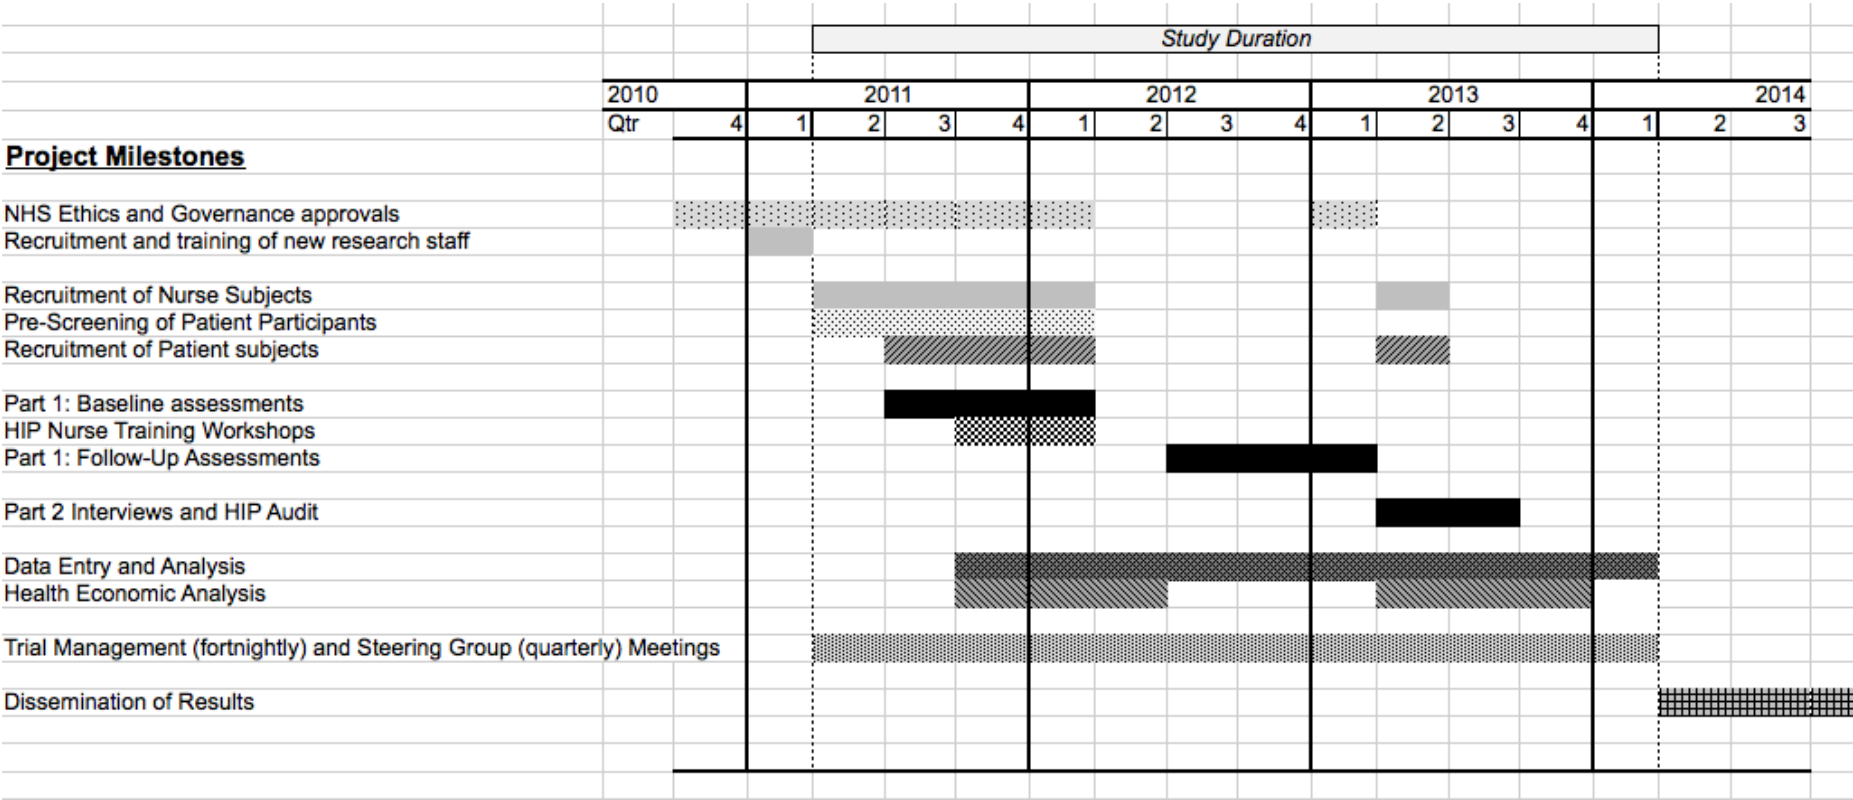 Study Duration
2010 2011 2012 2013 2014
Qtr 4 1 2 3 4 1 2 3 4 1 2 3 4 1 2 3
Project Milestones
NHS Ethics and Governance approvals
Recruitment and training of new research staff
Recruitment of Nurse Subjects
Pre-Screening of Patient Participants
Recruitment of Patient subjects
Part 1: Baseline assessments
HIP Nurse Training Workshops
Part 1: Follow-Up Assessments
Part 2 Interviews and HIP Audit
Data Entry and Analysis
Health Economic Analysis
Trial Management (fortnightly) and Steering Group (quarterly) Meetings
Dissemination of Results